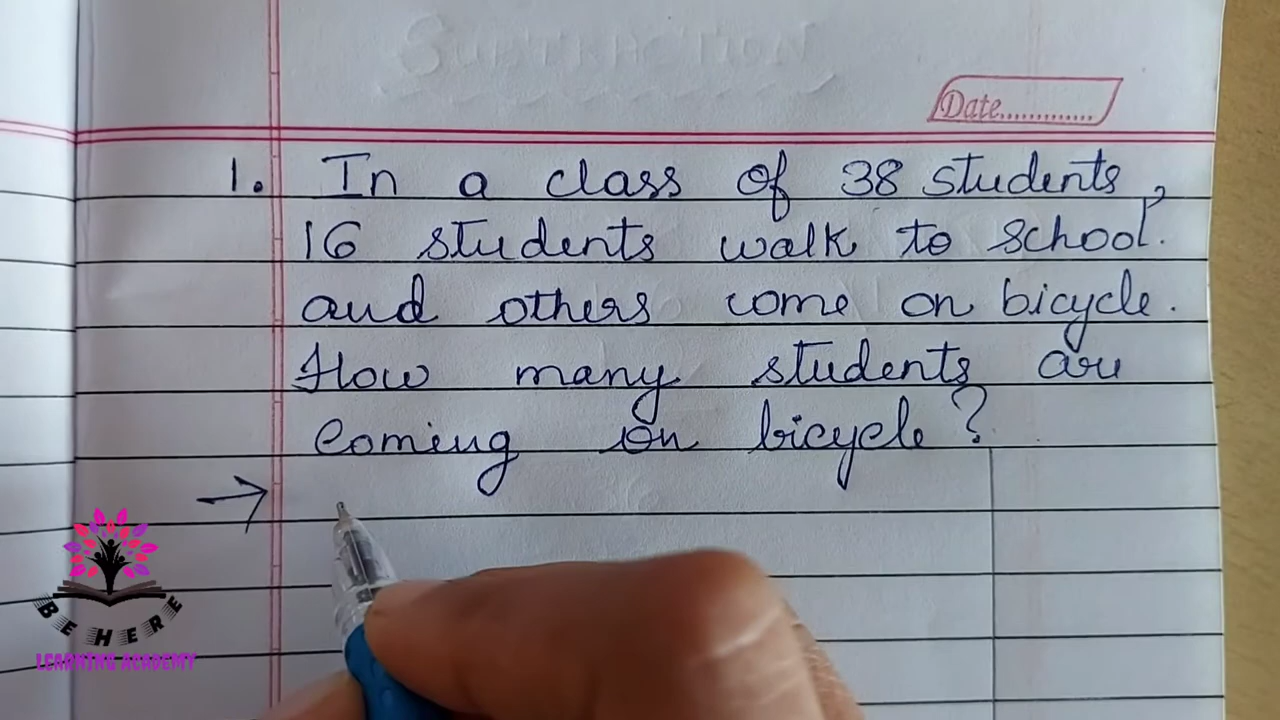 SUBTRACTION
Date.............
1. In a class of 38 students,
16 students walk to school.
and others come on bicycle.
How many students are
coming on bicycle?
→
BE HERE
LEARNING ACADEMY